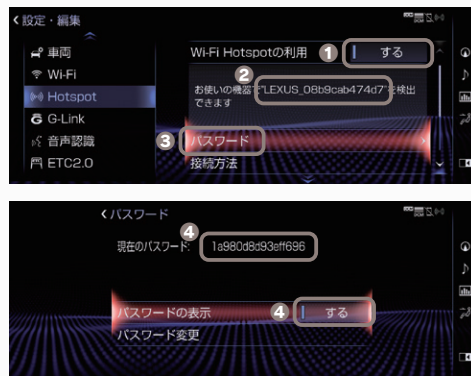 設定・編集
車両
Wi-Fi
Hotspot
G-Link
音声認識
ETC2.0
Wi-Fi Hotspotの利用 ① する
②
お使いの機器で"LEXUS_08b9cab474d7"を検出
できます
③ パスワード
接続方法
パスワード
④
現在のパスワード: 1a980d8d93eff696
パスワードの表示 ④ する
パスワード変更